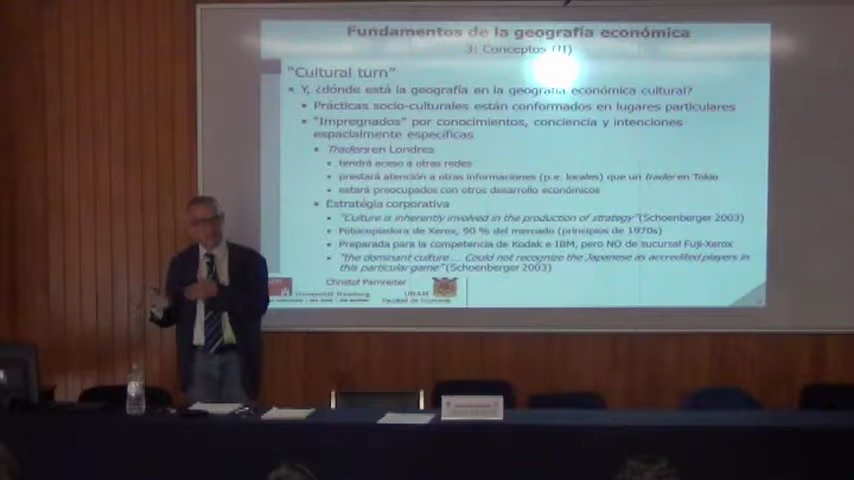 Fundamentos de la geografía económica
3: Conceptos (II)
"Cultural turn"
Y, ¿dónde está la geografía en la geografía económica cultural?
Prácticas socio-culturales están conformados en lugares particulares
"Impregnados" por conocimientos, conciencia y intenciones
espacialmente específicas
Traders en Londres
tendrá aceso a otras redes
prestará atención a otras informaciones (p.e. locales) que un trader en Tokio
estará preocupados con otros desarrollo económicos
Estratégia corporativa
"Culture is inherently involved in the production of strategy" (Schoenberger 2003)
Fotocopiadora de Xerox, 90 % del mercado (principios de 1970s)
Preparada para la competencia de Kodak e IBM, pero NO de sucursal Fuji-Xerox
"the dominant culture ... Could not recognize the Japanese as accredited players in
this particular game" (Schoenberger 2003)
Christof Parnreiter
Universität Hamburg
UNAM
Facultad de Economía